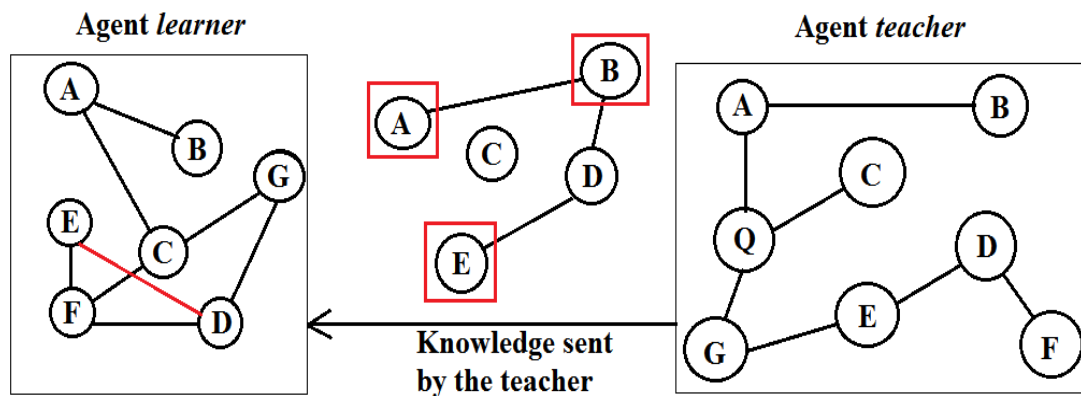 Agent learner
Agent teacher
A
B
G
E
C
F
D
A
B
C
D
E
Knowledge sent
by the teacher
A
B
C
Q
D
E
G
F